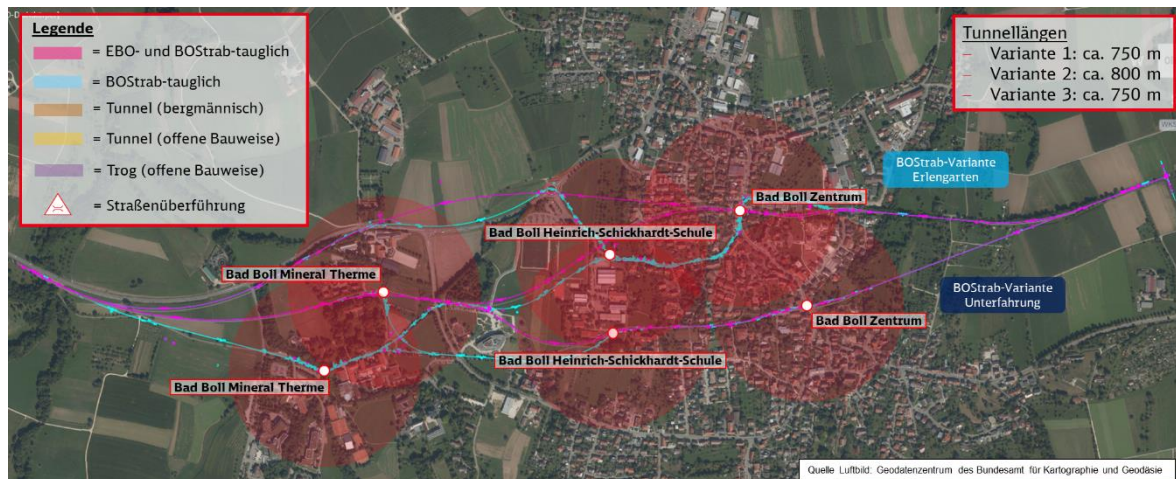 Legende
= EBO- und BOStrab-tauglich
= BOStrab-tauglich
= Tunnel (bergmännisch)
= Tunnel (offene Bauweise)
= Trog (offene Bauweise)
= Straßenüberführung
Tunnellängen
— Variante 1: ca. 750 m
— Variante 2: ca. 800 m
— Variante 3: ca. 750 m
BOStrab-Variante
Erlengarten
Bad Boll Zentrum
Bad Boll Heinrich-Schickhardt-Schule
Bad Boll Mineral Therme
BOStrab-Variante
Unterfahrung
Bad Boll Zentrum
Bad Boll Heinrich-Schickhardt-Schule
Bad Boll Mineral Therme
Quelle Luftbild: Geodatenzentrum des Bundesamt für Kartographie und Geodäsie